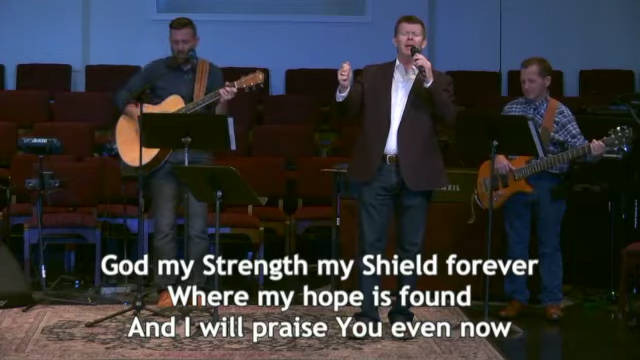 God my Strength my Shield forever
Where my hope is found
And I will praise You even now